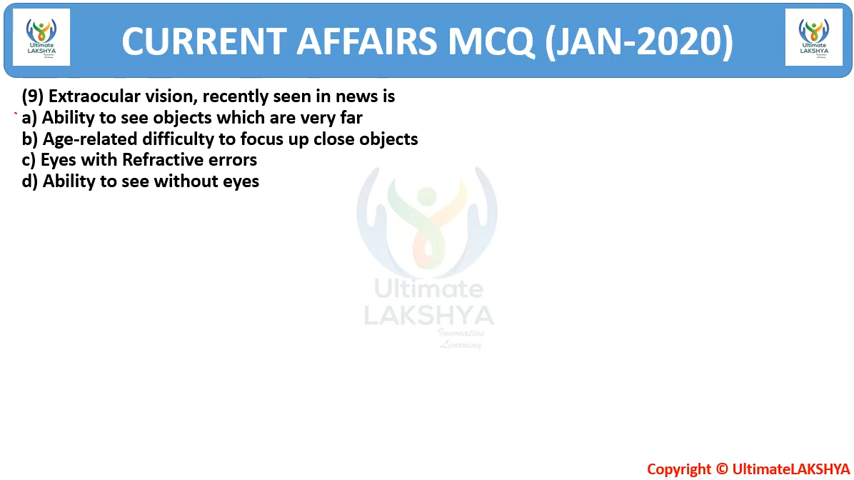 Ultimate
LAKSHYA
CURRENT AFFAIRS MCQ (JAN-2020)
Ultimate
LAKSHYA
(9) Extraocular vision, recently seen in news is
a) Ability to see objects which are very far
b) Age-related difficulty to focus up close objects
c) Eyes with Refractive errors
d) Ability to see without eyes
Ultimate
LAKSHYA
Innovation
Learning
Copyright © UltimateLAKSHYA